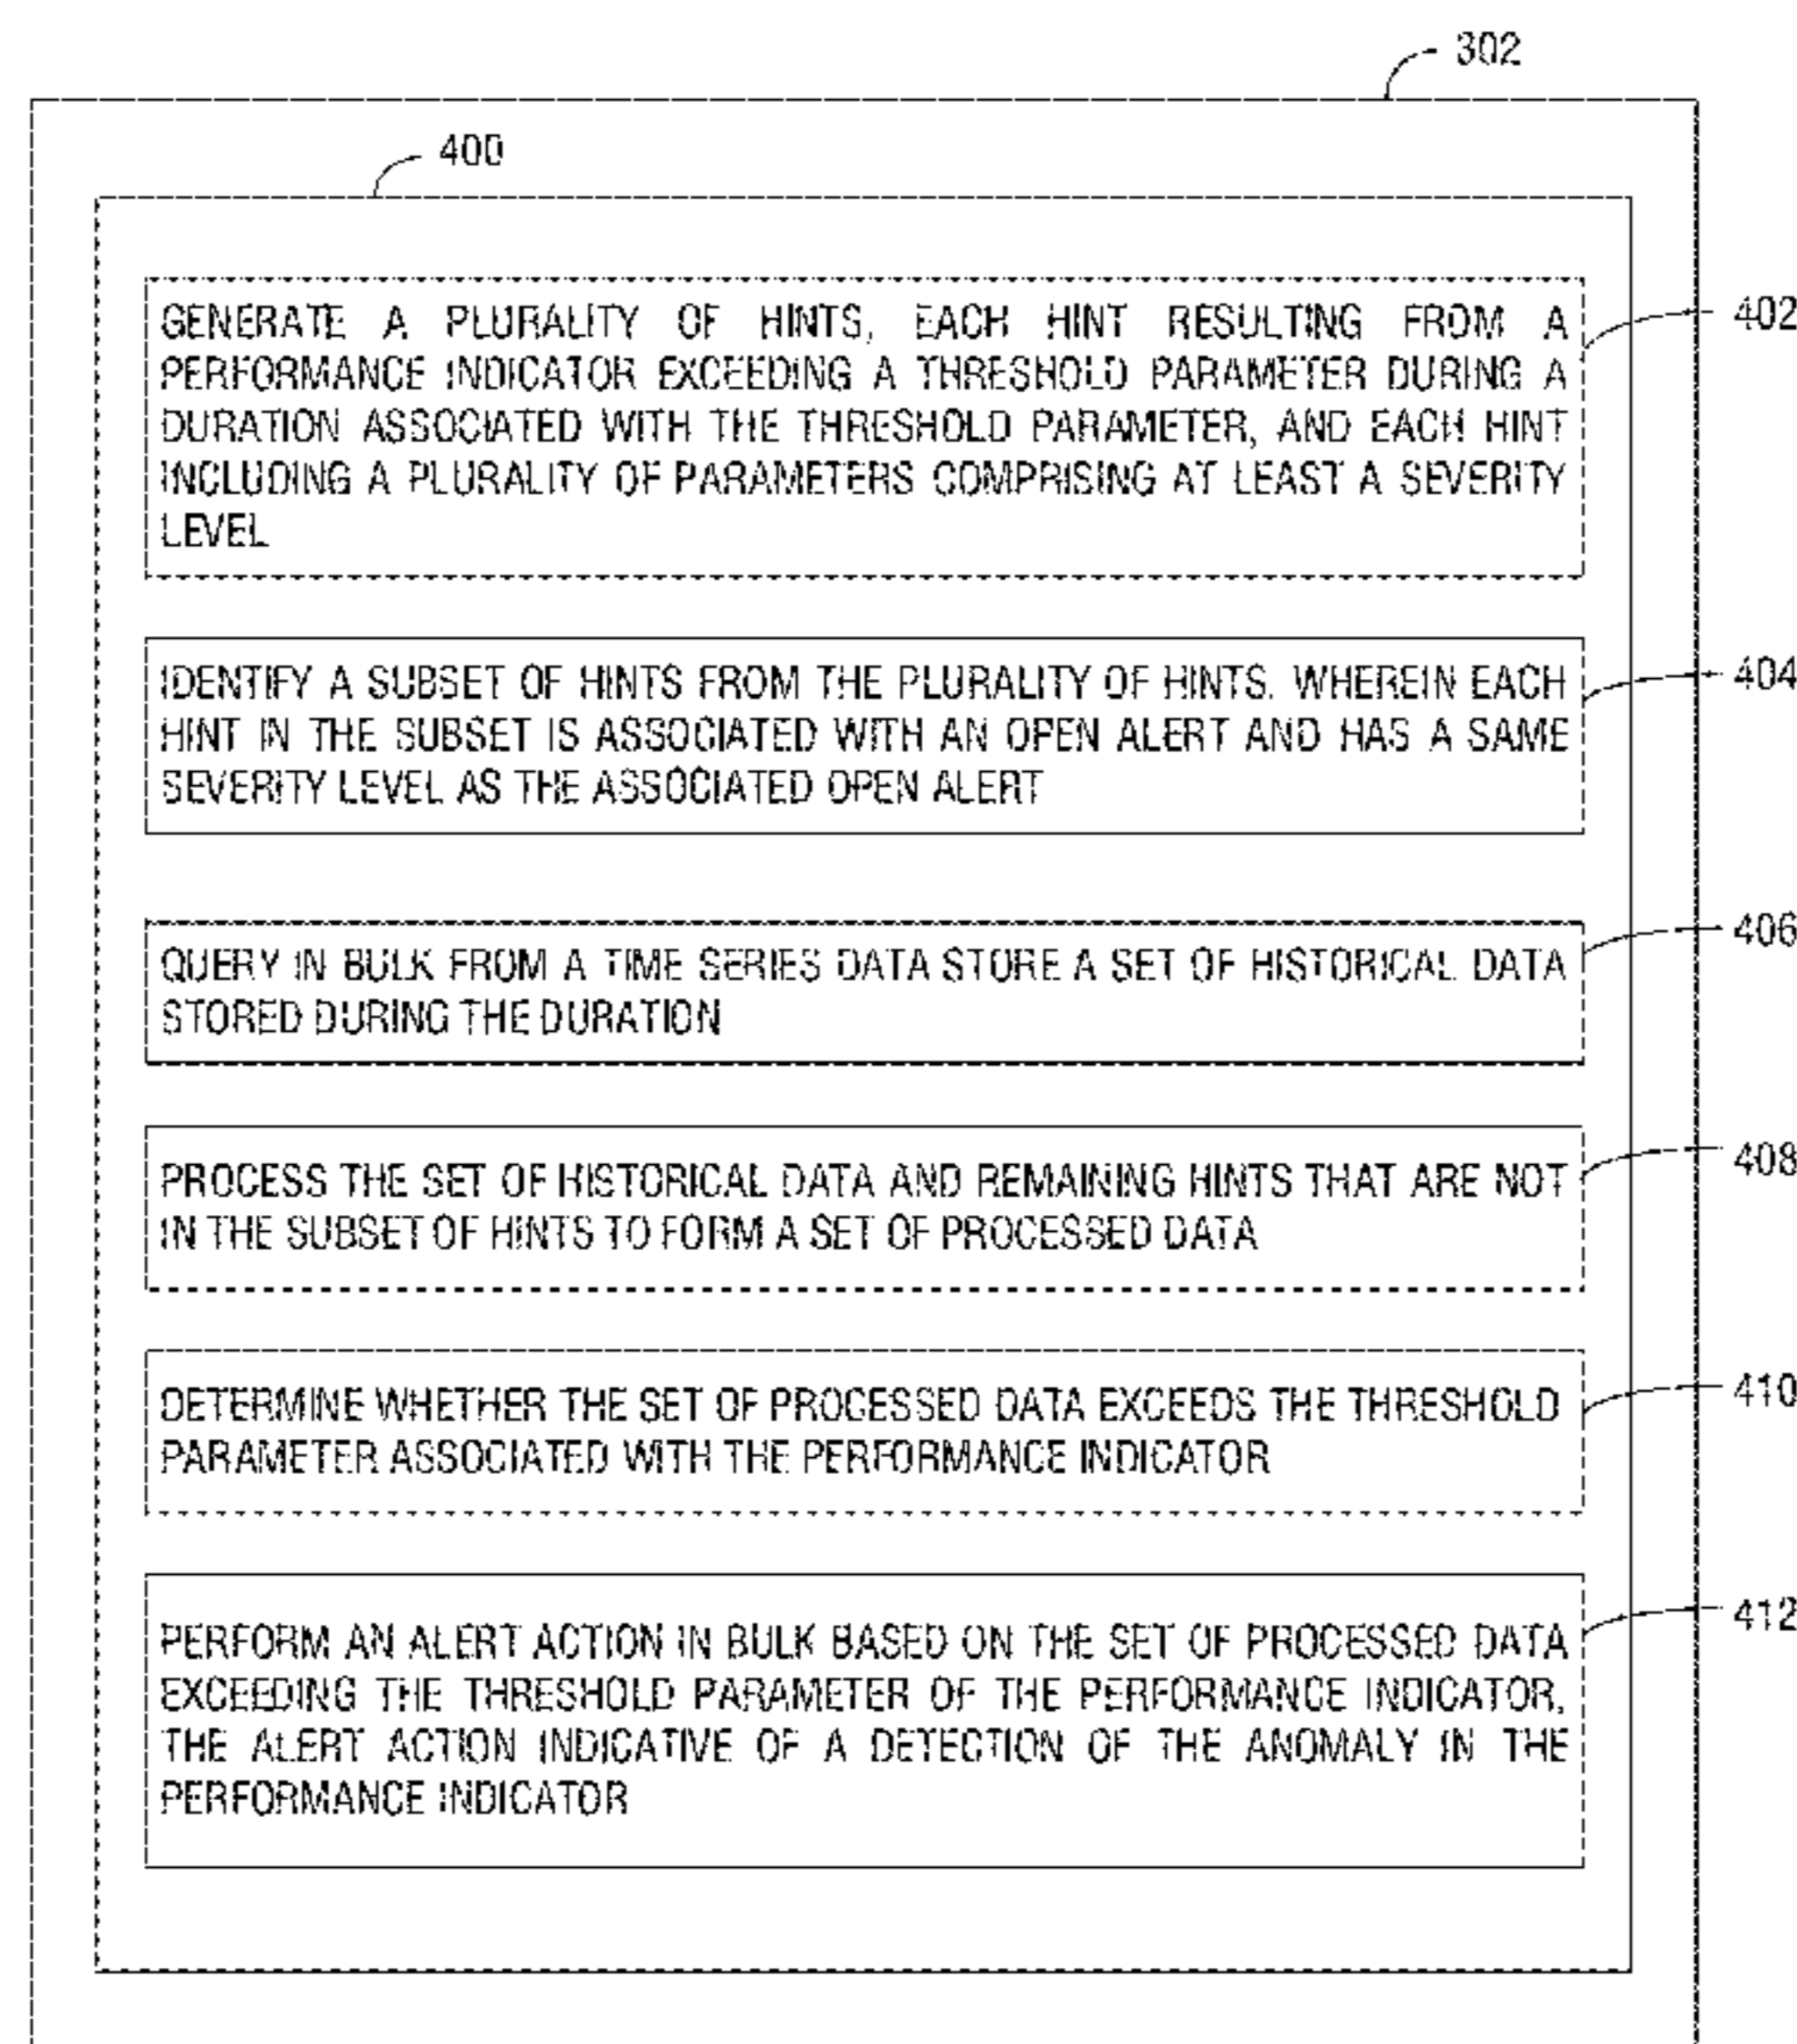 302
400
GENERATE A PLURALITY OF HINTS, EACH HINT RESULTING FROM A
402
PERFORMANCE INDICATOR EXCEEDING A THRESHOLD PARAMETER DURING A
DURATION ASSOCIATED WITH THE THRESHOLD PARAMETER, AND EACH HINT
INCLUDING A PLURALITY OF PARAMETERS COMPRISING AT LEAST A SEVERITY
LEVEL
IDENTIFY A SUBSET OF HINTS FROM THE PLURALITY OF HINTS. WHEREIN EACH
404
HINT IN THE SUBSET IS ASSOCIATED WITH AN OPEN ALERT AND HAS A SAME
SEVERITY LEVEL AS THE ASSOCIATED OPEN ALERT
406
QUERY IN BULK FROM A TIME SERIES DATA STORE A SET OF HISTORICAL DATA
STORED DURING THE DURATION
408
PROCESS THE SET OF HISTORICAL DATA AND REMAINING HINTS THAT ARE NOT
IN THE SUBSET OF HINTS TO FORM A SET OF PROCESSED DATA
410
DETERMINE WHETHER THE SET OF PROCESSED DATA EXCEEDS THE THRESHOLD
PARAMETER ASSOCIATED WITH THE PERFORMANCE INDICATOR
412
PERFORM AN ALERT ACTION IN BULK BASED ON THE SET OF PROCESSED DATA
EXCEEDING THE THRESHOLD PARAMETER OF THE PERFORMANCE INDICATOR,
THE ALERT ACTION INDICATIVE OF A DETECTION OF THE ANOMALY IN THE
PERFORMANCE INDICATOR